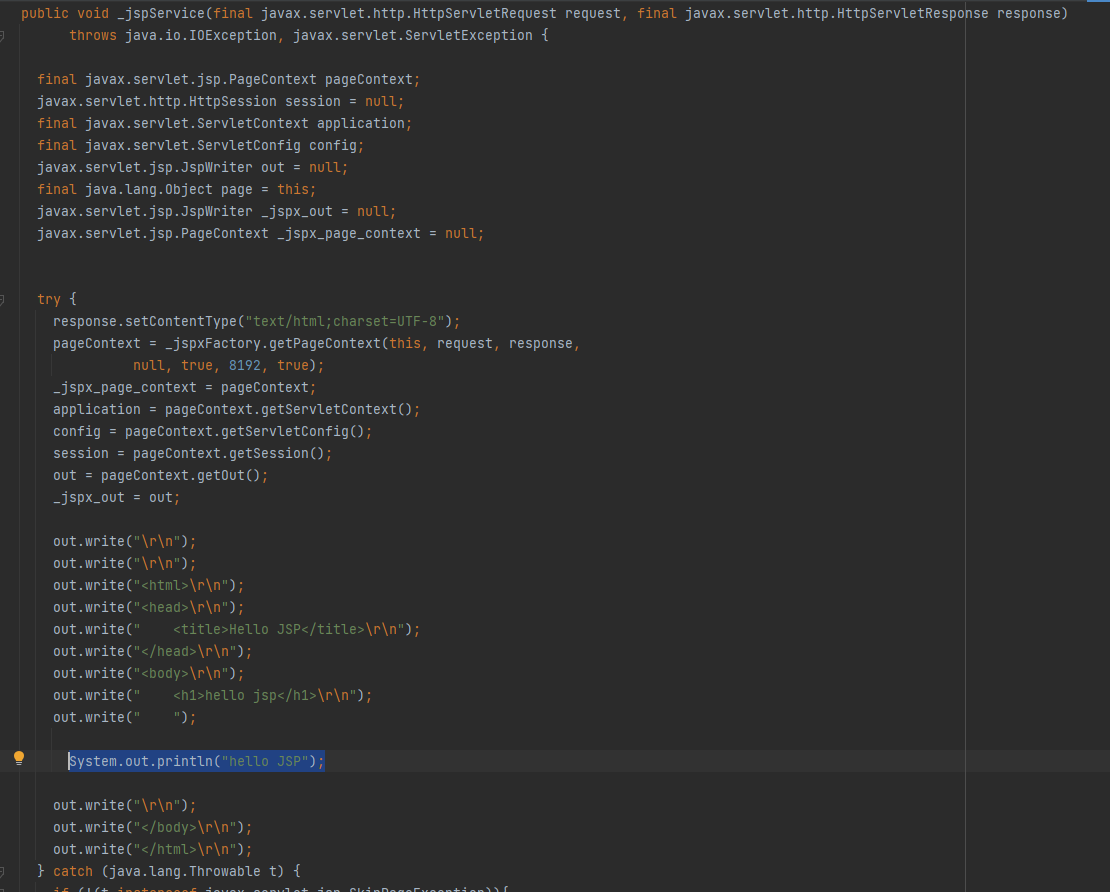 public void _jspService(final javax.servlet.http.HttpServletRequest request, final javax.servlet.http.HttpServletResponse response)
      throws java.io.IOException, javax.servlet.ServletException {

  final javax.servlet.jsp.PageContext pageContext;
  javax.servlet.http.HttpSession session = null;
  final javax.servlet.ServletContext application;
  final javax.servlet.ServletConfig config;
  javax.servlet.jsp.JspWriter out = null;
  final java.lang.Object page = this;
  javax.servlet.jsp.JspWriter _jspx_out = null;
  javax.servlet.jsp.PageContext _jspx_page_context = null;


  try {
    response.setContentType("text/html;charset=UTF-8");
    pageContext = _jspxFactory.getPageContext(this, request, response,
              null, true, 8192, true);
    _jspx_page_context = pageContext;
    application = pageContext.getServletContext();
    config = pageContext.getServletConfig();
    session = pageContext.getSession();
    out = pageContext.getOut();
    _jspx_out = out;

    out.write("\r\n");
    out.write("\r\n");
    out.write("<html>\r\n");
    out.write("<head>\r\n");
    out.write("    <title>Hello JSP</title>\r\n");
    out.write("</head>\r\n");
    out.write("<body>\r\n");
    out.write("    <h1>hello jsp</h1>\r\n");
    out.write("    ");

      System.out.println("hello JSP");

    out.write("\r\n");
    out.write("</body>\r\n");
    out.write("</html>\r\n");
  } catch (java.lang.Throwable t) {
    if (!(t instanceof javax.servlet.jsp.SkipPageException)){